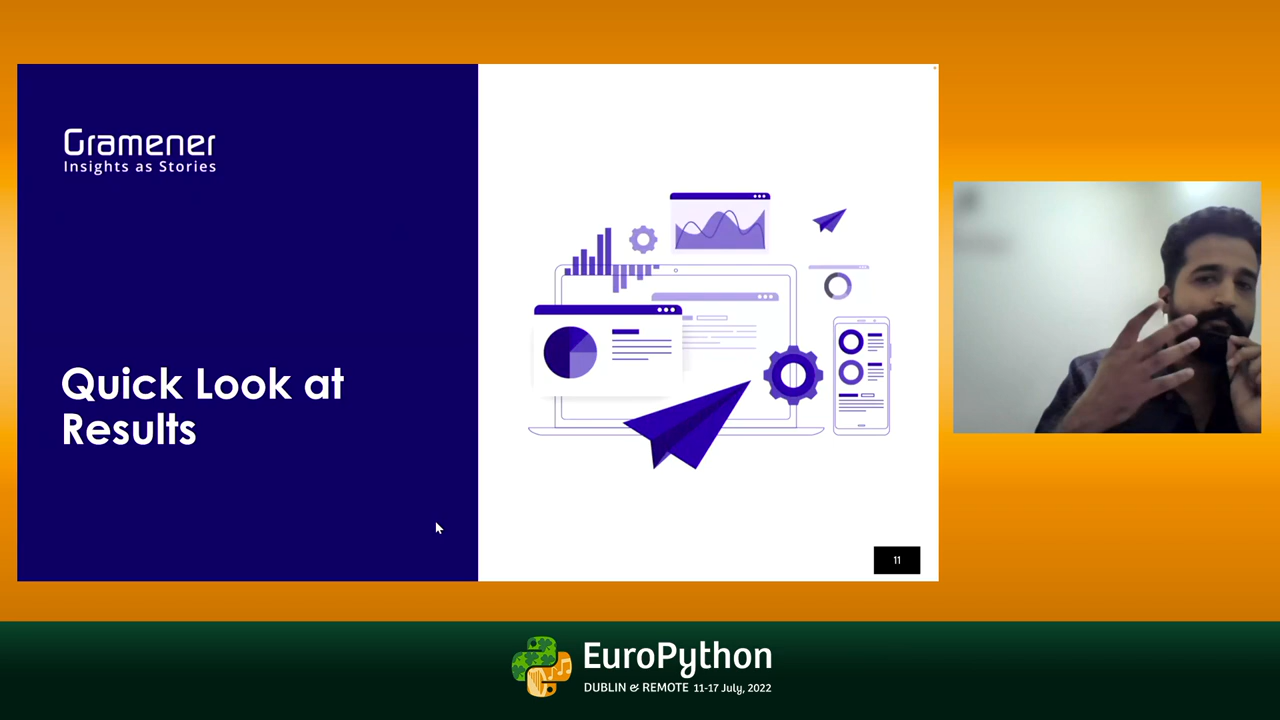 Gramener
Insights as Stories
Quick Look at
Results
11
EuroPython
DUBLIN & REMOTE 11-17 July, 2022